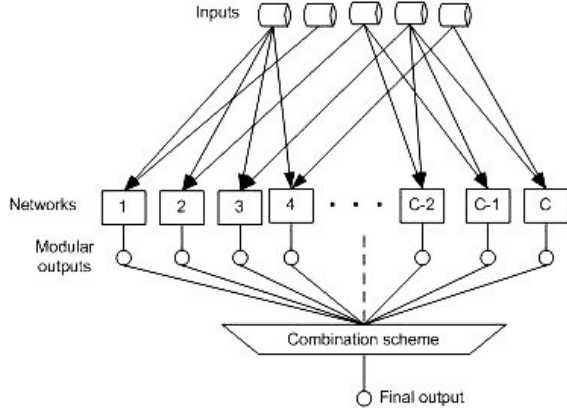 Inputs
Networks
1 2 3 4 . . . C-2 C-1 C
Modular
outputs
Combination scheme
Final output